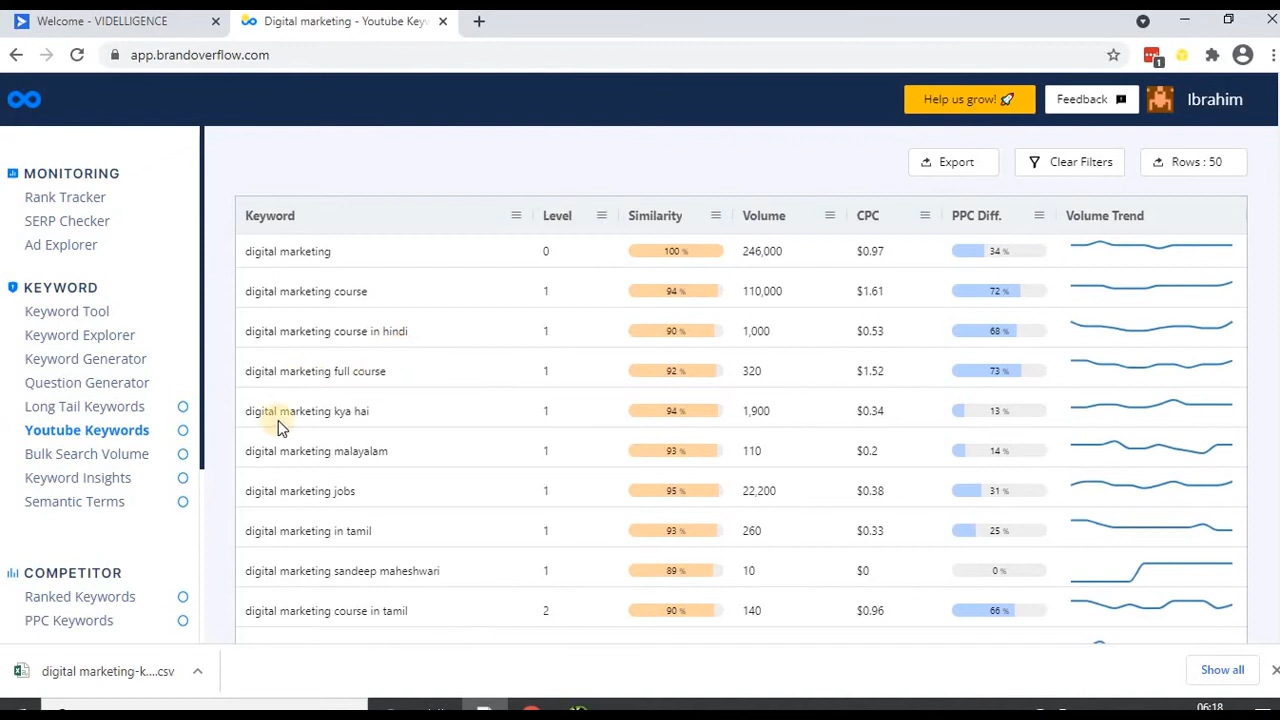 Welcome - VIDELLIGENCE
Digital marketing - Youtube Key
app.brandoverflow.com
1
Help us grow!
Feedback
Ibrahim
MONITORING
Rank Tracker
SERP Checker
Ad Explorer
KEYWORD
Keyword Tool
Keyword Explorer
Keyword Generator
Question Generator
Long Tail Keywords
Youtube Keywords
Bulk Search Volume
Keyword Insights
Semantic Terms
COMPETITOR
Ranked Keywords
PPC Keywords
Export
Clear Filters
Rows : 50
Keyword Level Similarity Volume CPC PPC Diff. Volume Trend
digital marketing 0 100 % 246,000 $0.97 34 %
digital marketing course 1 94 % 110,000 $1.61 72 %
digital marketing course in hindi 1 90 % 1,000 $0.53 68 %
digital marketing full course 1 92 % 320 $1.52 73 %
digital marketing kya hai 1 94 % 1,900 $0.34 13 %
digital marketing malayalam 1 93 % 110 $0.2 14 %
digital marketing jobs 1 95 % 22,200 $0.38 31 %
digital marketing in tamil 1 93 % 260 $0.33 25 %
digital marketing sandeep maheshwari 1 89 % 10 $0 0 %
digital marketing course in tamil 2 90 % 140 $0.96 66 %
digital marketing-k....csv
Show all
06:18